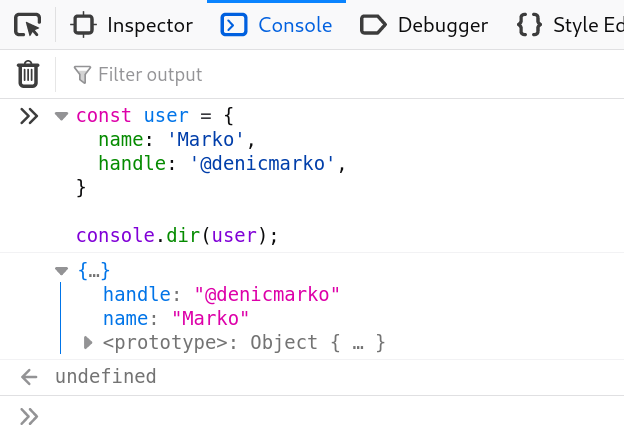 Inspector Console Debugger Style Ed
Filter output
const user = {
name: 'Marko',
handle: '@denicmarko',
}
console.dir(user);
{…}
handle: "@denicmarko"
name: "Marko"
<prototype>: Object { … }
undefined